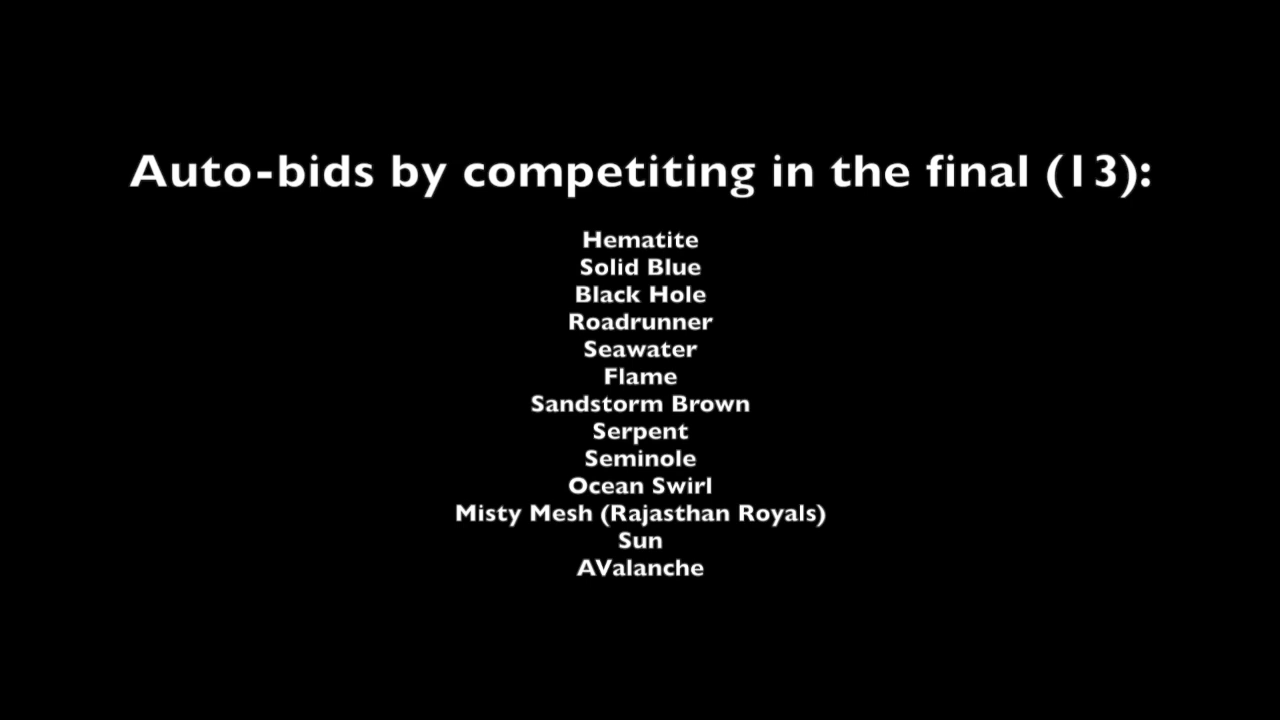 Auto-bids by competiting in the final (13):
Hematite
Solid Blue
Black Hole
Roadrunner
Seawater
Flame
Sandstorm Brown
Serpent
Seminole
Ocean Swirl
Misty Mesh (Rajasthan Royals)
Sun
AValanche